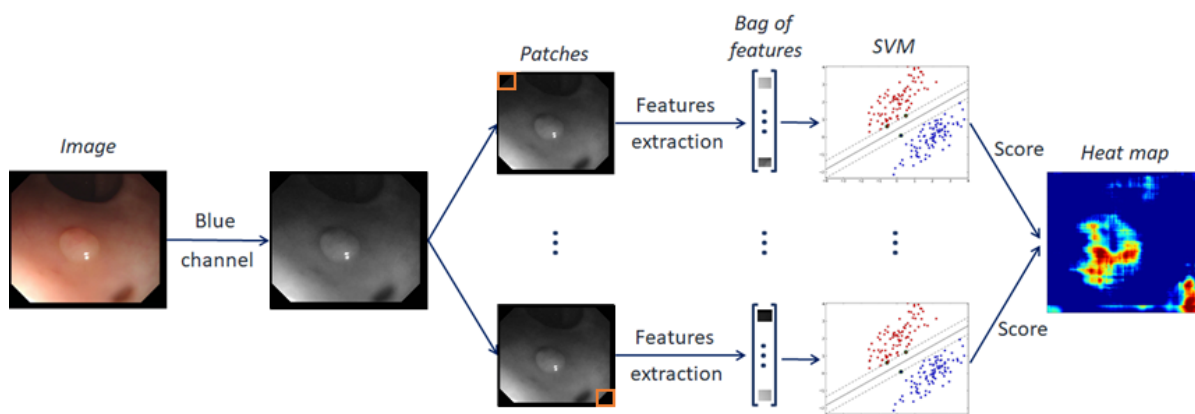 Image
Blue
channel
Patches
Features
extraction
Bag of
features
SVM
Score
Heat map
Features
extraction
Score